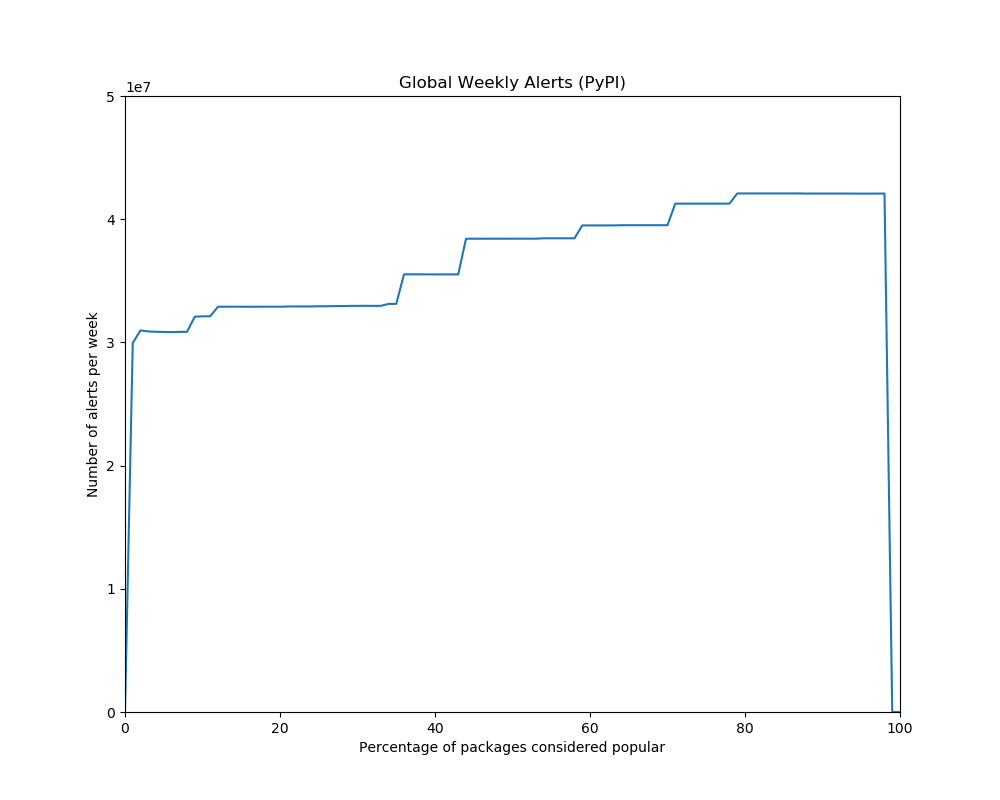 Global Weekly Alerts (PyPI)
1e7
5
4
3
2
1
0
Number of alerts per week
0 20 40 60 80 100
Percentage of packages considered popular